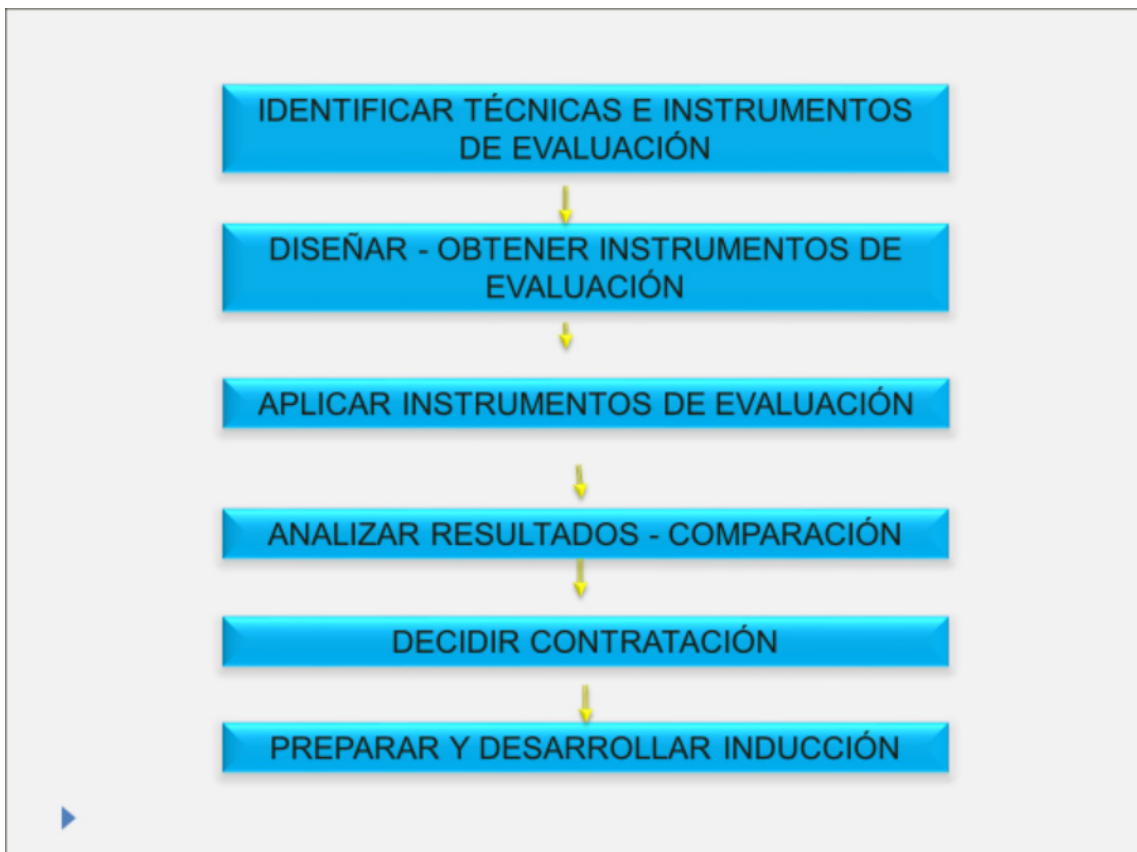 IDENTIFICAR TÉCNICAS E INSTRUMENTOS
DE EVALUACIÓN
DISEÑAR - OBTENER INSTRUMENTOS DE
EVALUACIÓN
APLICAR INSTRUMENTOS DE EVALUACIÓN
ANALIZAR RESULTADOS - COMPARACIÓN
DECIDIR CONTRATACIÓN
PREPARAR Y DESARROLLAR INDUCCIÓN